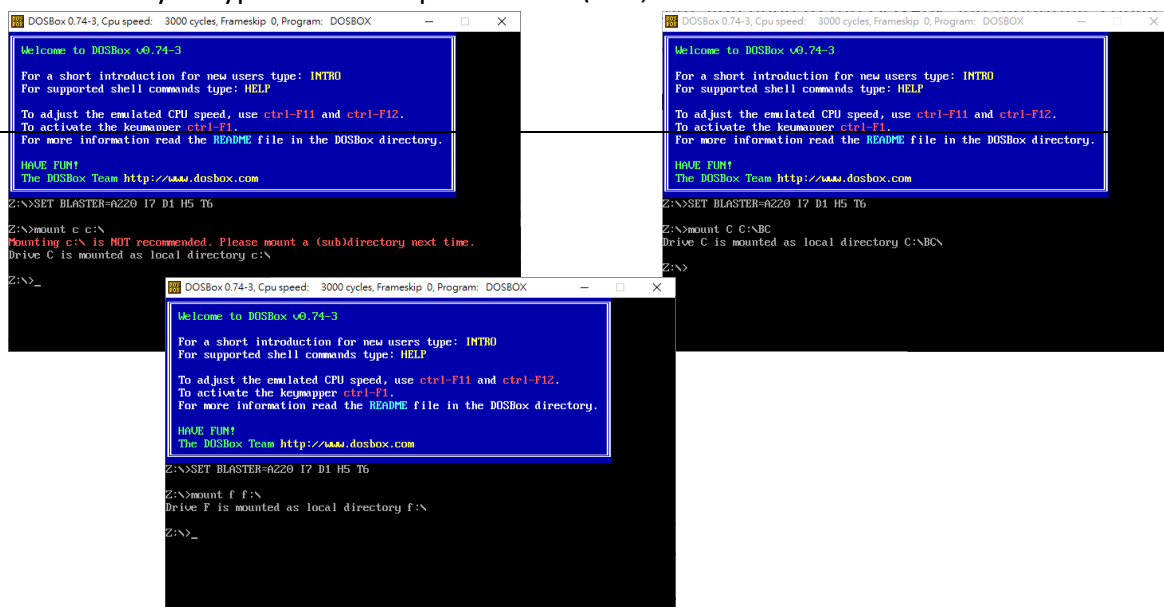 DOSBox 0.74-3, Cpu speed: 3000 cycles, Frameskip 0, Program: DOSBOX
Welcome to DOSBox v0.74-3
For a short introduction for new users type: INTRO
For supported shell commands type: HELP
To adjust the emulated CPU speed, use ctrl-F11 and ctrl-F12.
To activate the keymapper ctrl-F1.
For more information read the README file in the DOSBox directory.
HAVE FUN!
The DOSBox Team http://www.dosbox.com
Z:\>SET BLASTER=A220 I7 D1 H5 T6
Z:\>mount c c:\
Mounting c:\ is NOT recommended. Please mount a (sub)directory next time.
Drive C is mounted as local directory c:\
Z:\>_
DOSBox 0.74-3, Cpu speed: 3000 cycles, Frameskip 0, Program: DOSBOX
Welcome to DOSBox v0.74-3
For a short introduction for new users type: INTRO
For supported shell commands type: HELP
To adjust the emulated CPU speed, use ctrl-F11 and ctrl-F12.
To activate the keymapper ctrl-F1.
For more information read the README file in the DOSBox directory.
HAVE FUN!
The DOSBox Team http://www.dosbox.com
Z:\>SET BLASTER=A220 I7 D1 H5 T6
Z:\>mount C C:\BC
Drive C is mounted as local directory C:\BC\
Z:\>
DOSBox 0.74-3, Cpu speed: 3000 cycles, Frameskip 0, Program: DOSBOX
Welcome to DOSBox v0.74-3
For a short introduction for new users type: INTRO
For supported shell commands type: HELP
To adjust the emulated CPU speed, use ctrl-F11 and ctrl-F12.
To activate the keymapper ctrl-F1.
For more information read the README file in the DOSBox directory.
HAVE FUN!
The DOSBox Team http://www.dosbox.com
Z:\>SET BLASTER=A220 I7 D1 H5 T6
Z:\>mount f f:\
Drive F is mounted as local directory f:\
Z:\>_